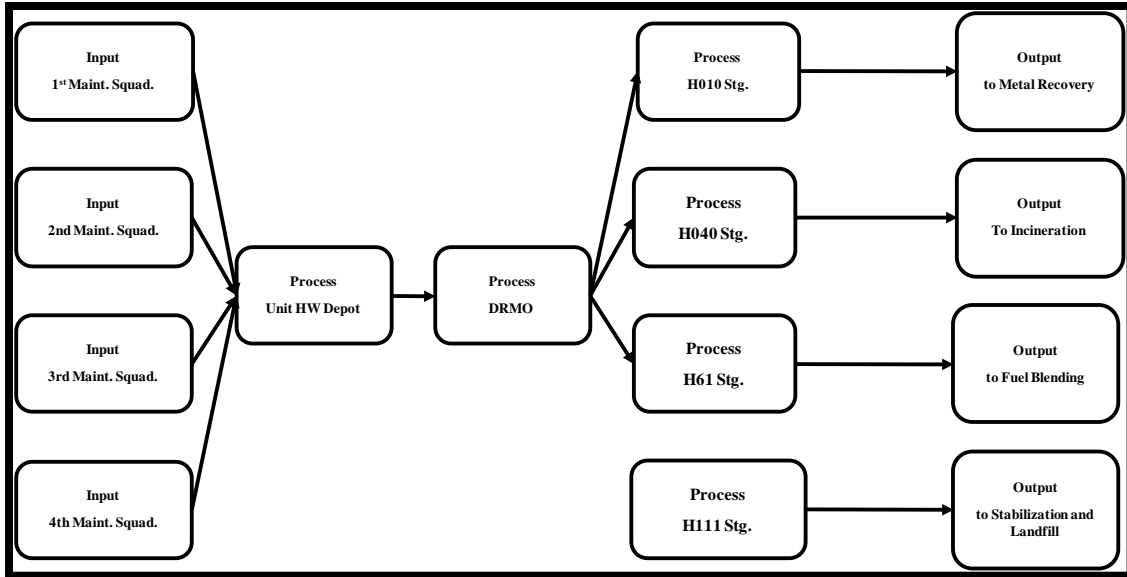 Input
1st Maint. Squad.
Input
2nd Maint. Squad.
Input
3rd Maint. Squad.
Input
4th Maint. Squad.
Process
Unit HW Depot
Process
DRMO
Process
H010 Stg.
Process
H040 Stg.
Process
H61 Stg.
Process
H111 Stg.
Output
to Metal Recovery
Output
To Incineration
Output
to Fuel Blending
Output
to Stabilization and
Landfill